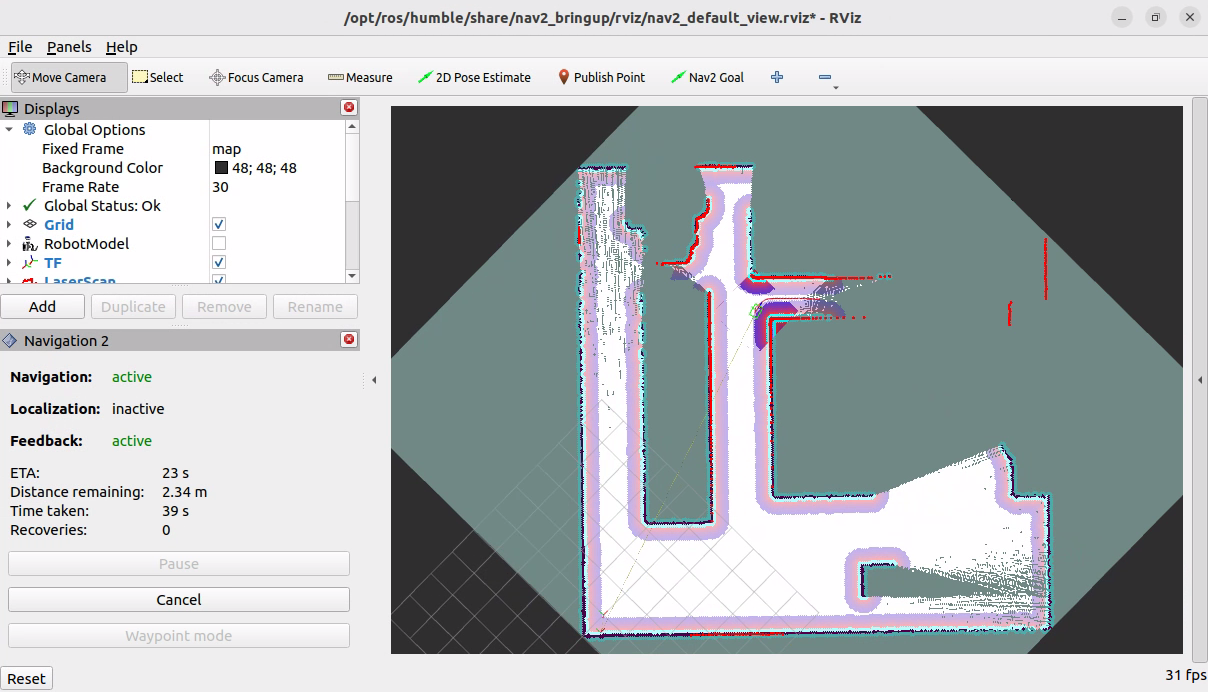 /opt/ros/humble/share/nav2_bringup/rviz/nav2_default_view.rviz* - RViz
File Panels Help
Move Camera Select Focus Camera Measure 2D Pose Estimate Publish Point Nav2 Goal
Displays
Global Options
Fixed Frame map
Background Color 48; 48; 48
Frame Rate 30
Global Status: Ok
Grid
RobotModel
TF
LaserScan
Add Duplicate Remove Rename
Navigation 2
Navigation: active
Localization: inactive
Feedback: active
ETA: 23 s
Distance remaining: 2.34 m
Time taken: 39 s
Recoveries: 0
Pause
Cancel
Waypoint mode
Reset
31 fps